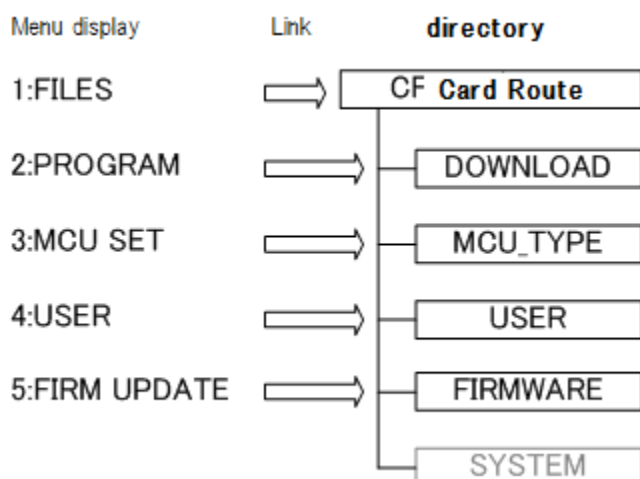 Menu display Link directory
1:FILES CF Card Route
2:PROGRAM DOWNLOAD
3:MCU SET MCU_TYPE
4:USER USER
5:FIRM UPDATE FIRMWARE
SYSTEM